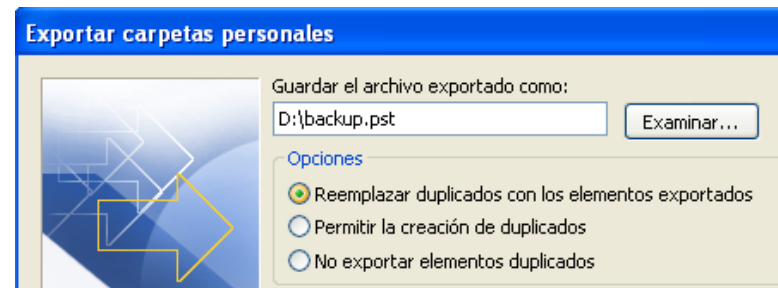 Exportar carpetas personales
Guardar el archivo exportado como:
D:\backup.pst
Examinar...
Opciones
Reemplazar duplicados con los elementos exportados
Permitir la creación de duplicados
No exportar elementos duplicados